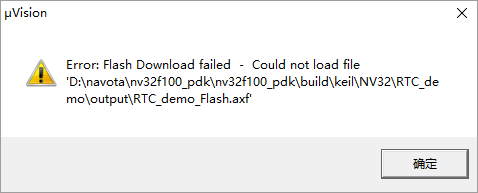 µVision
Error: Flash Download failed - Could not load file
'D:\navota\nv32f100_pdk\nv32f100_pdk\build\keil\NV32\RTC_de
mo\output\RTC_demo_Flash.axf'
确定